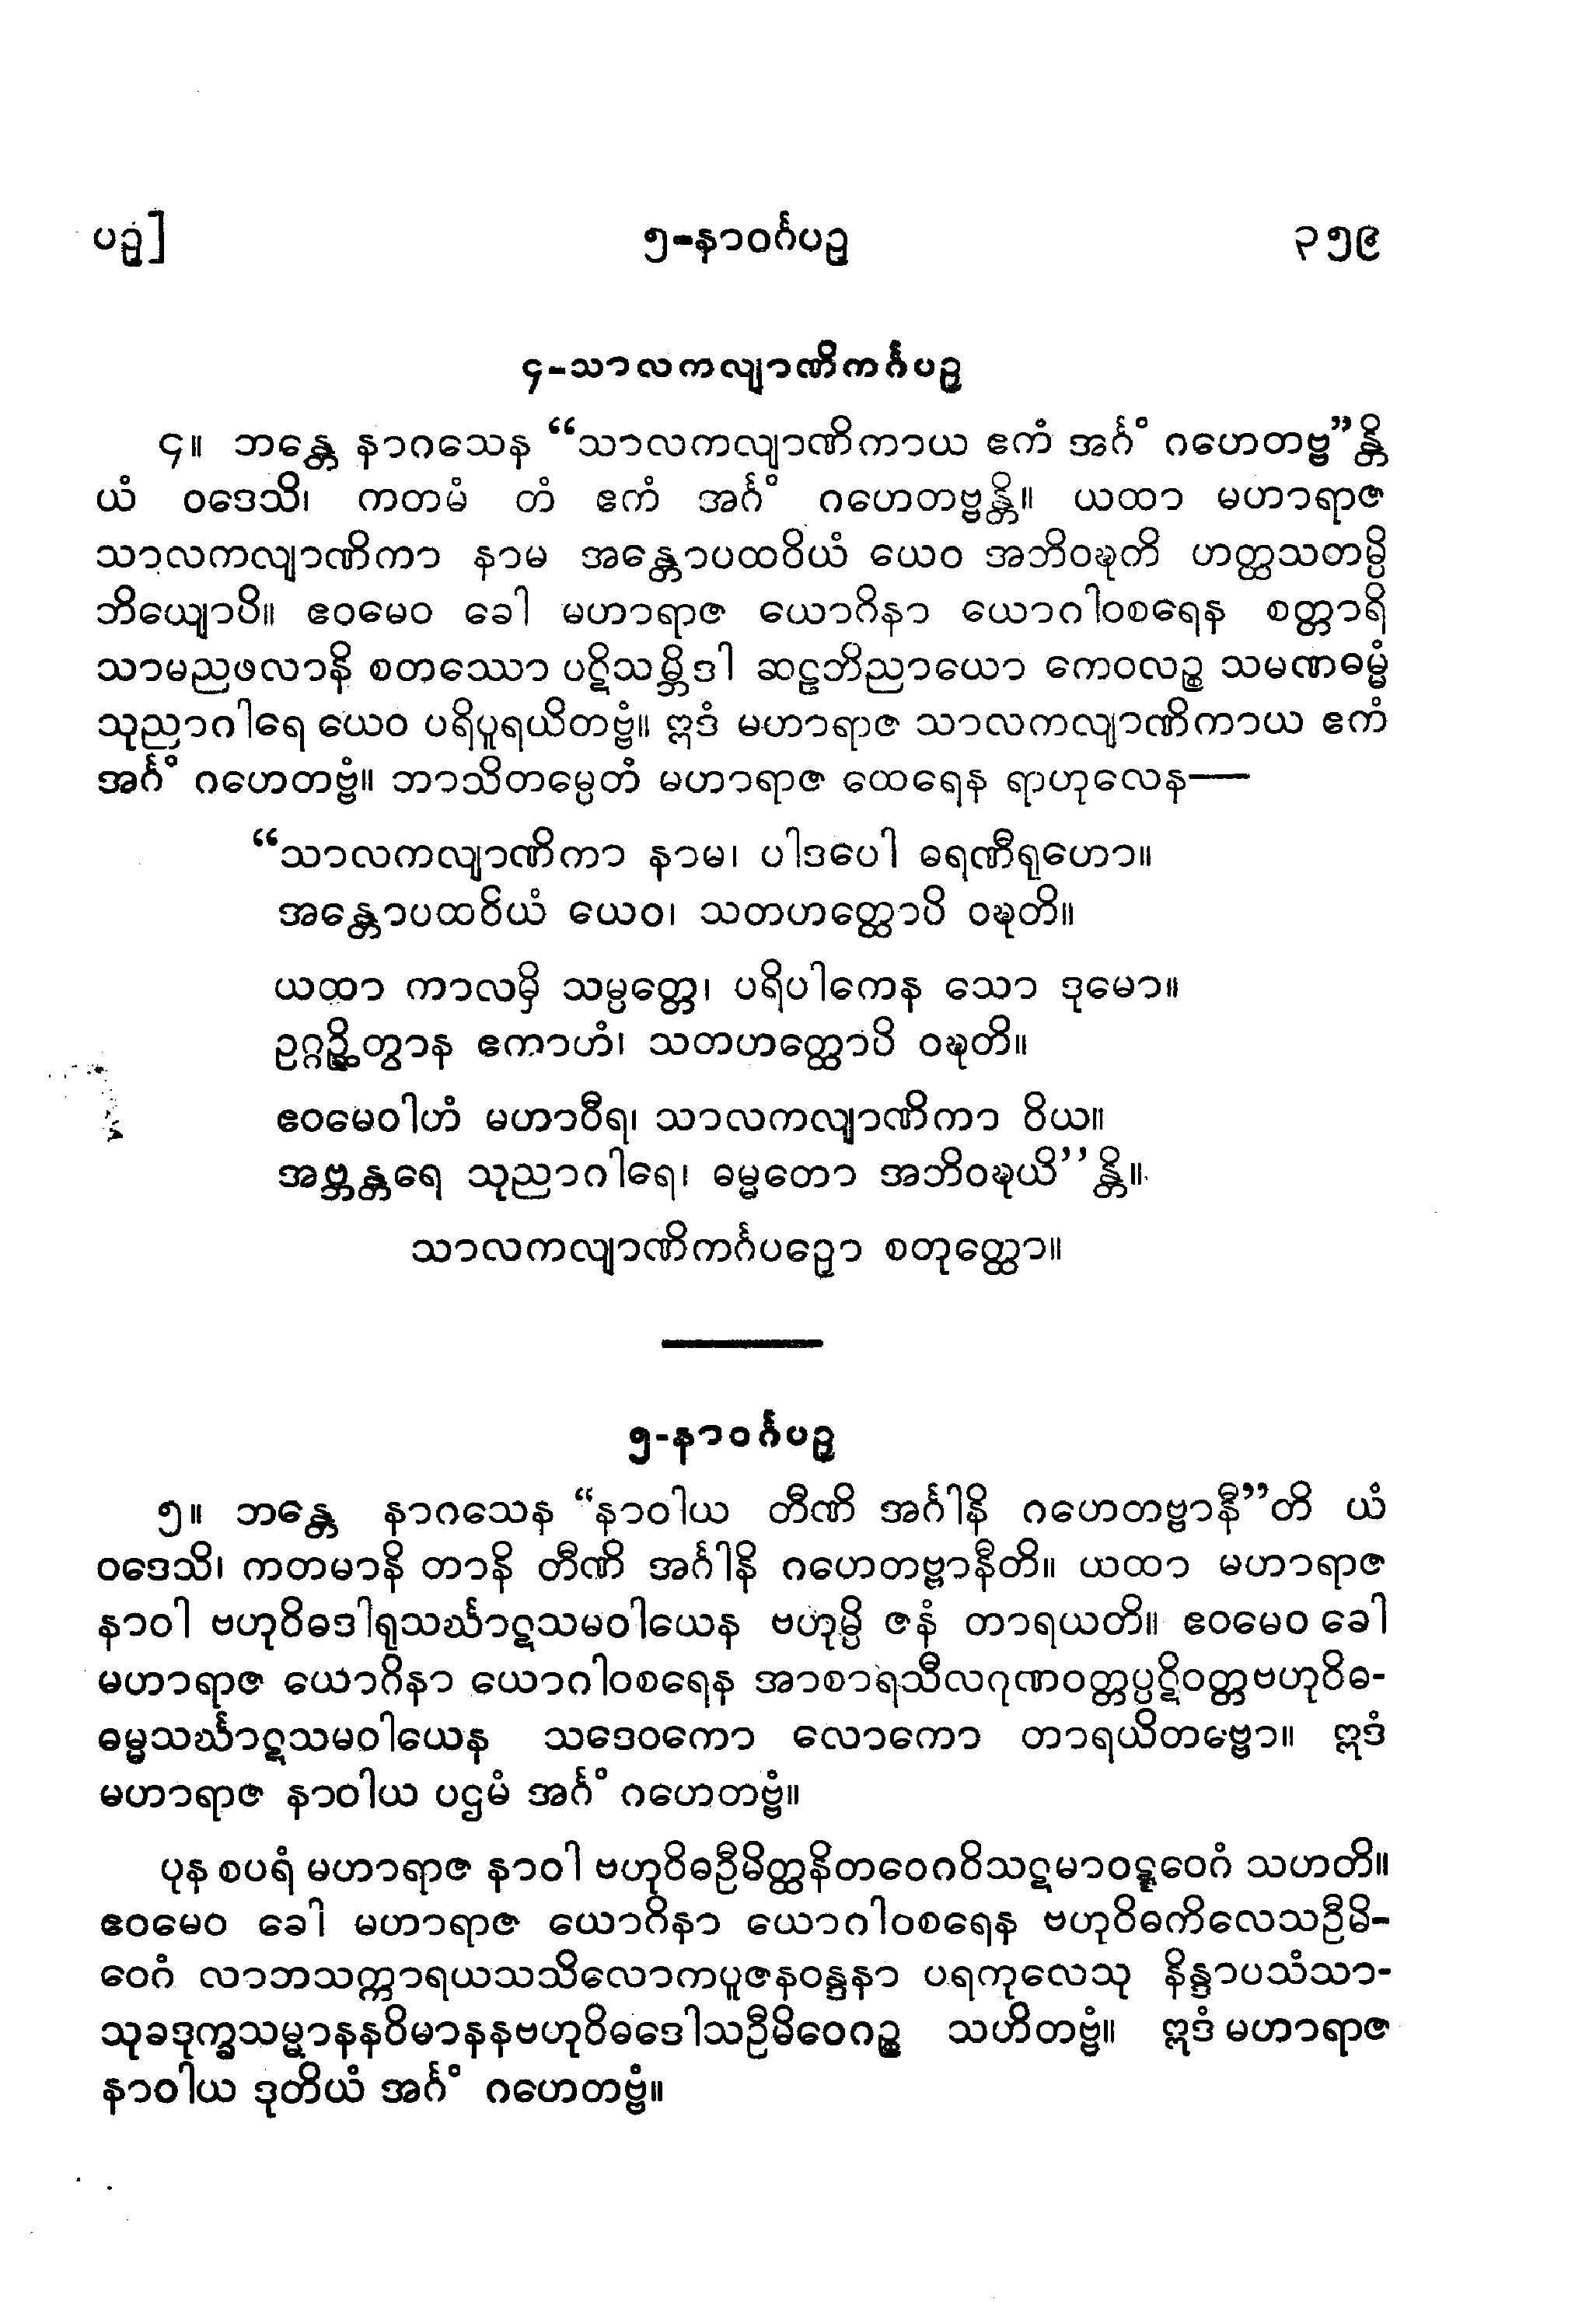 ပဉှ]	၅-နာဝင်္ဂပဉှ	၃၅၉
၄-သာလကလျာဏိကင်္ဂပဉှ
၄။ ဘန္တေ နာဂသေန “သာလကလျာဏိကာယ ဧကံ အင်္ဂံ ဂဟေတဗ္ဗ”န္တိ
ယံ ဝဒေသိ၊ ကတမံ တံ ဧကံ အင်္ဂံ ဂဟေတဗ္ဗန္တိ။ ယထာ မဟာရာဇ
သာလကလျာဏိကာ နာမ အန္တောပထဝိယံ ယေဝ အဘိဝဍ္ဎတိ ဟတ္ထသတမ္ပိ
ဘိယျောပိ။ ဧဝမေဝ ခေါ မဟာရာဇ ယောဂိနာ ယောဂါဝစရေန စတ္တာရိ
သာမညဖလာနိ စတဿော ပဋိသမ္ဘိဒါ ဆဠဘိညာယော ကေဝလဉ္စ သမဏဓမ္မံ
သုညာဂါရေ ယေဝ ပရိပူရယိတဗ္ဗံ။ ဣဒံ မဟာရာဇ သာလကလျာဏိကာယ ဧကံ
အင်္ဂံ ဂဟေတဗ္ဗံ။ ဘာသိတမ္ပေတံ မဟာရာဇ ထေရေန ရာဟုလေန—
“သာလကလျာဏိကာ နာမ၊ ပါဒပေါ ဓရဏီရုဟော။
အန္တောပထဝိယံ ယေဝ၊ သတဟတ္ထောပိ ဝဍ္ဎတိ။
ယထာ ကာလမှိ သမ္ပတ္တေ၊ ပရိပါကေန သော ဒုမော။
ဥဂ္ဂဉ္ဆိတွာန ဧကာဟံ၊ သတဟတ္ထောပိ ဝဍ္ဎတိ။
ဧဝမေဝါဟံ မဟာဝီရ၊ သာလကလျာဏိကာ ဝိယ။
အဗ္ဘန္တရေ သုညာဂါရေ၊ ဓမ္မတော အဘိဝဍ္ဎယိ”န္တိ။
သာလကလျာဏိကင်္ဂပဉှော စတုတ္ထော။
၅-နာဝင်္ဂပဉှ
၅။ ဘန္တေ နာဂသေန “နာဝါယ တီဏိ အင်္ဂါနိ ဂဟေတဗ္ဗာနီ”တိ ယံ
ဝဒေသိ၊ ကတမာနိ တာနိ တီဏိ အင်္ဂါနိ ဂဟေတဗ္ဗာနီတိ။ ယထာ မဟာရာဇ
နာဝါ ဗဟုဝိဓဒါရုသင်္ဃာဋသမဝါယေန ဗဟုမ္ပိ ဇနံ တာရယတိ။ ဧဝမေဝ ခေါ
မဟာရာဇ ယောဂိနာ ယောဂါဝစရေန အာစာရသီလဂုဏဝတ္တပ္ပဋိဝတ္တဗဟုဝိဓ-
ဓမ္မသင်္ဃာဋသမဝါယေန သဒေဝကော လောကော တာရယိတဗ္ဗော။ ဣဒံ
မဟာရာဇ နာဝါယ ပဌမံ အင်္ဂံ ဂဟေတဗ္ဗံ။
ပုန စပရံ မဟာရာဇ နာဝါ ဗဟုဝိဓဦမိတ္ထနိတဝေဂဝိသဋမာဝဋ္ဋဝေဂံ သဟတိ။
ဧဝမေဝ ခေါ မဟာရာဇ ယောဂိနာ ယောဂါဝစရေန ဗဟုဝိဓကိလေသဦမိ-
ဝေဂံ လာဘသက္ကာရယသသိလောကပူဇနဝန္ဒနာ ပရကုလေသု နိန္ဒာပသံသာ-
သုခဒုက္ခသမ္မာနနဝိမာနနဗဟုဝိဓဒေါသဦမိဝေဂဉ္စ သဟိတဗ္ဗံ။ ဣဒံ မဟာရာဇ
နာဝါယ ဒုတိယံ အင်္ဂံ ဂဟေတဗ္ဗံ။